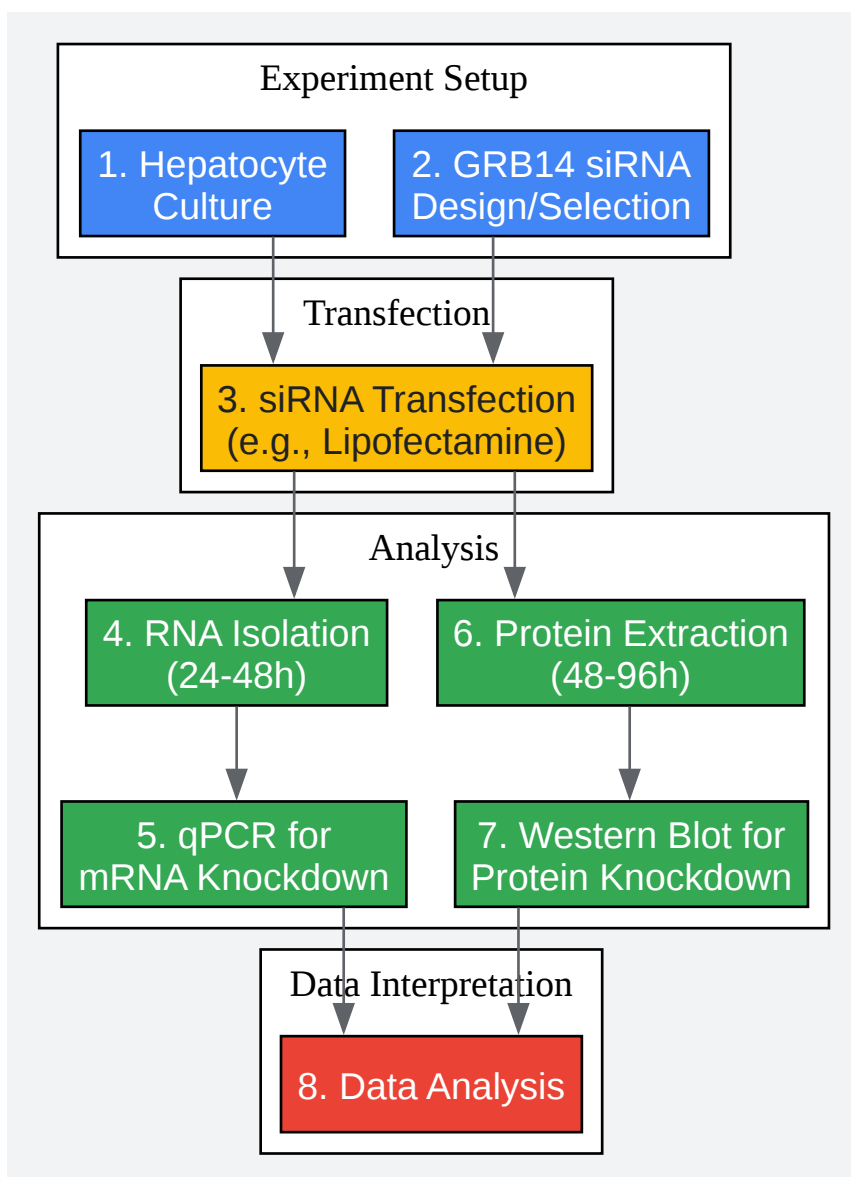 Experiment Setup
1. Hepatocyte
Culture
2. GRB14 siRNA
Design/Selection
Transfection
3. siRNA Transfection
(e.g., Lipofectamine)
Analysis
4. RNA Isolation
(24-48h)
6. Protein Extraction
(48-96h)
5. qPCR for
mRNA Knockdown
7. Western Blot for
Protein Knockdown
Data Interpretation
8. Data Analysis